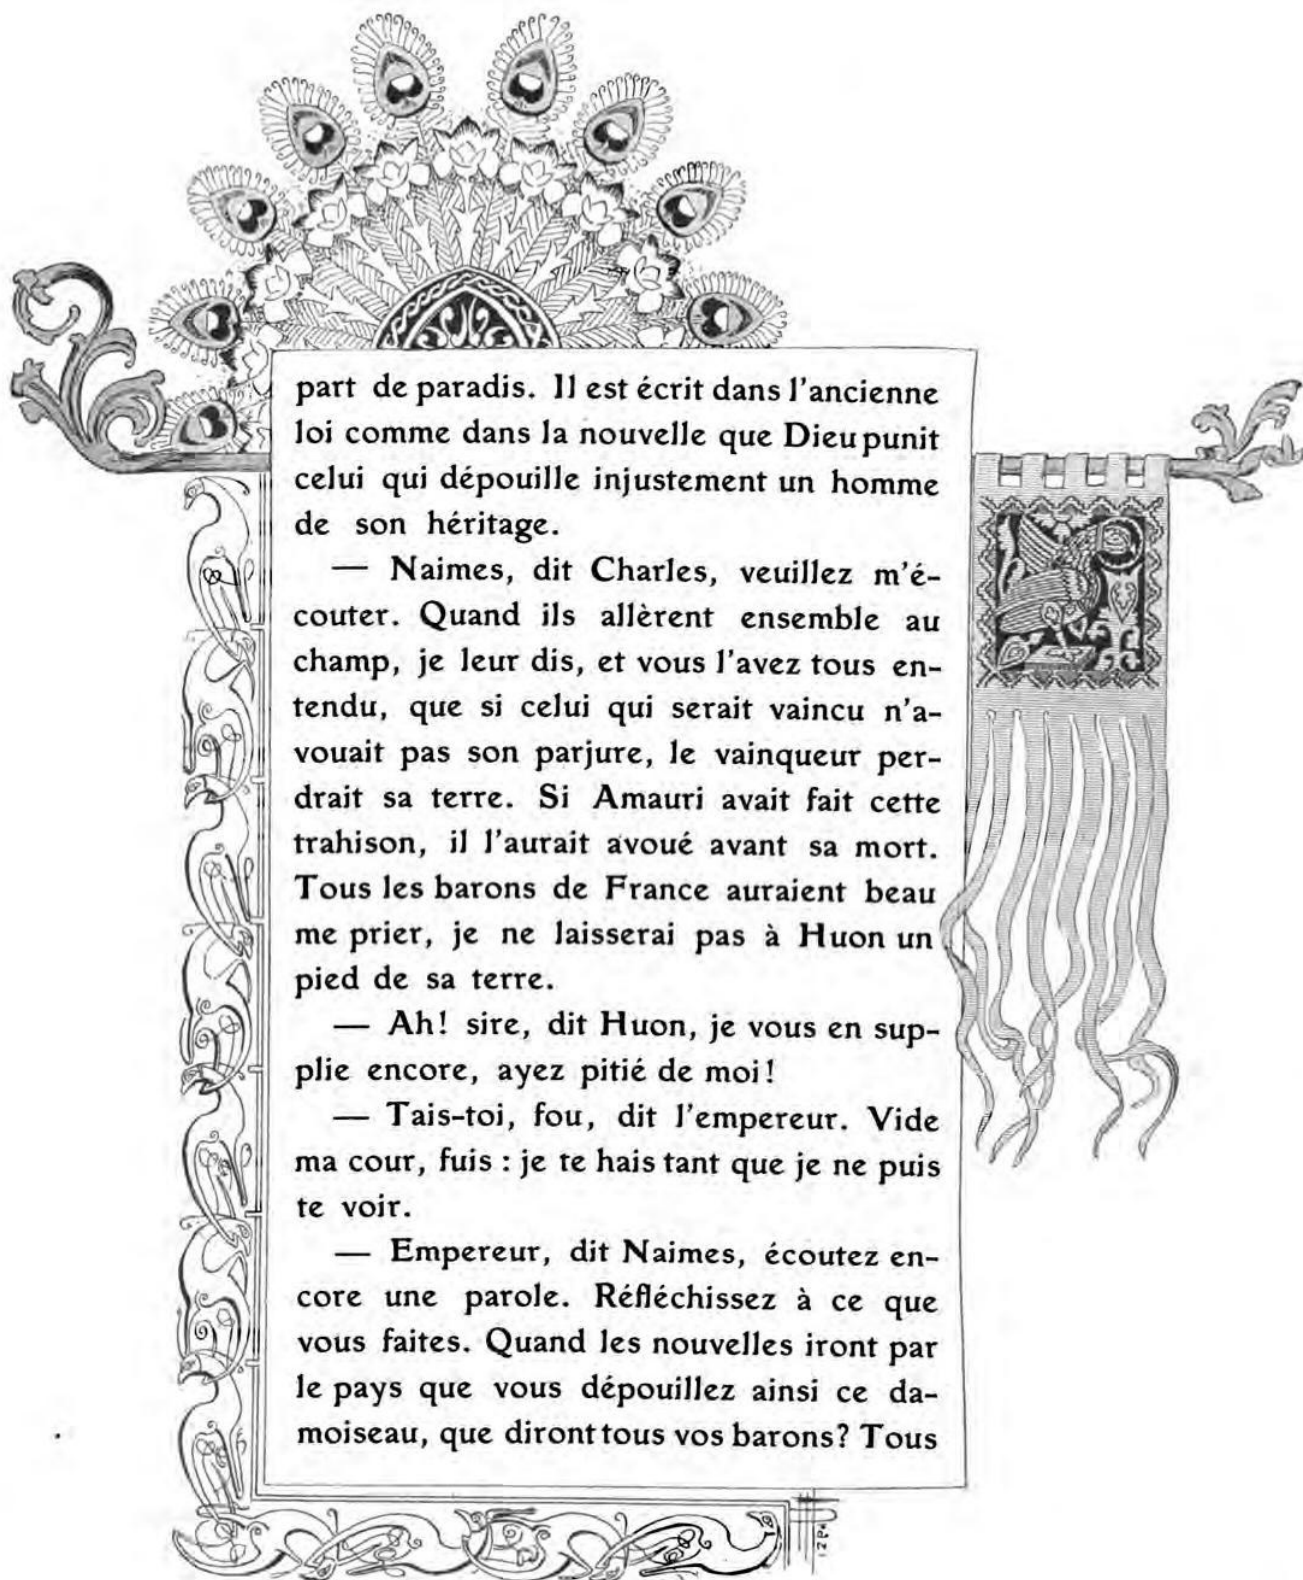 part de paradis. Il est écrit dans l'ancienne
loi comme dans la nouvelle que Dieu punit
celui qui dépouille injustement un homme
de son héritage.
— Naimes, dit Charles, veuillez m'é-
couter. Quand ils allèrent ensemble au
champ, je leur dis, et vous l'avez tous en-
tendu, que si celui qui serait vaincu n'a-
vouait pas son parjure, le vainqueur per-
drait sa terre. Si Amauri avait fait cette
trahison, il l'aurait avoué avant sa mort.
Tous les barons de France auraient beau
me prier, je ne laisserai pas à Huon un
pied de sa terre.
— Ah! sire, dit Huon, je vous en sup-
plie encore, ayez pitié de moi!
— Tais-toi, fou, dit l'empereur. Vide
ma cour, fuis : je te hais tant que je ne puis
te voir.
— Empereur, dit Naimes, écoutez en-
core une parole. Réfléchissez à ce que
vous faites. Quand les nouvelles iront par
le pays que vous dépouillez ainsi ce da-
moiseau, que diront tous vos barons? Tous